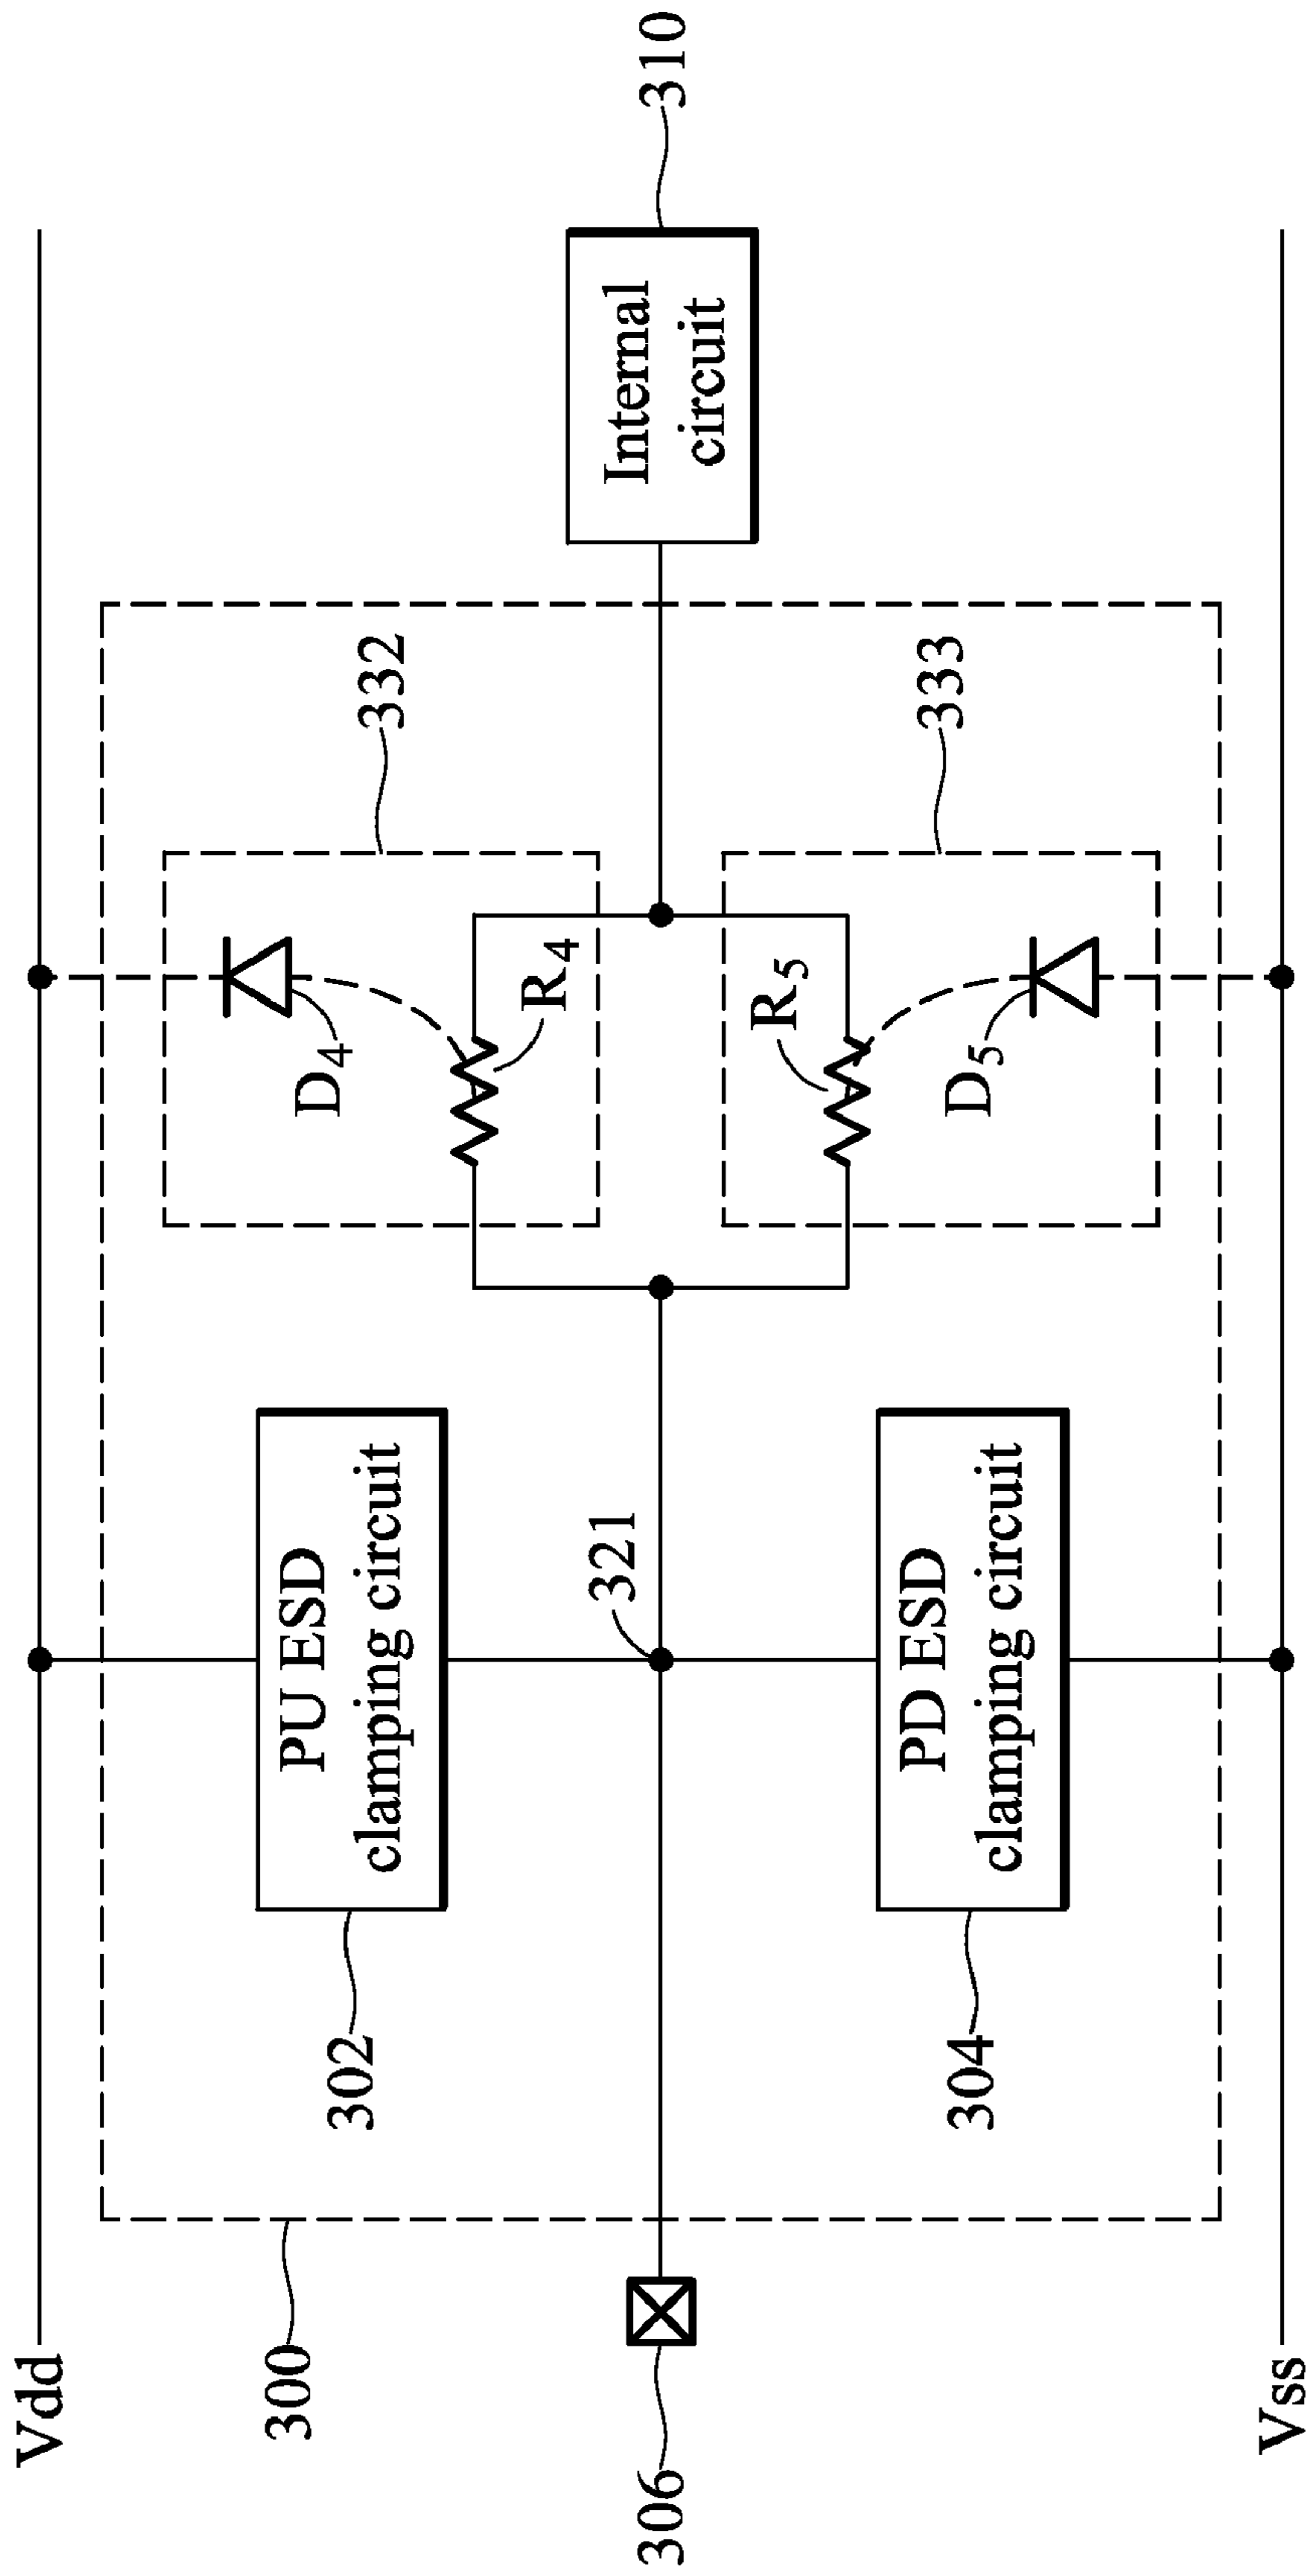 Vdd
300
302
PU ESD
clamping circuit
D4
R4
332
321
306
Internal
circuit
310
R5
333
D5
304
PD ESD
clamping circuit
Vss